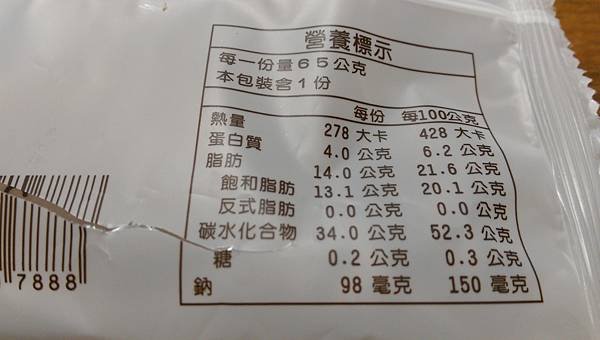 營養標示
每一份量65公克
本包裝含1份
每份 每100公克
熱量 278 大卡 428 大卡
蛋白質 4.0 公克 6.2 公克
脂肪 14.0 公克 21.6 公克
飽和脂肪 13.1 公克 20.1 公克
反式脂肪 0.0 公克 0.0 公克
碳水化合物 34.0 公克 52.3 公克
糖 0.2 公克 0.3 公克
鈉 98 毫克 150 毫克
7888